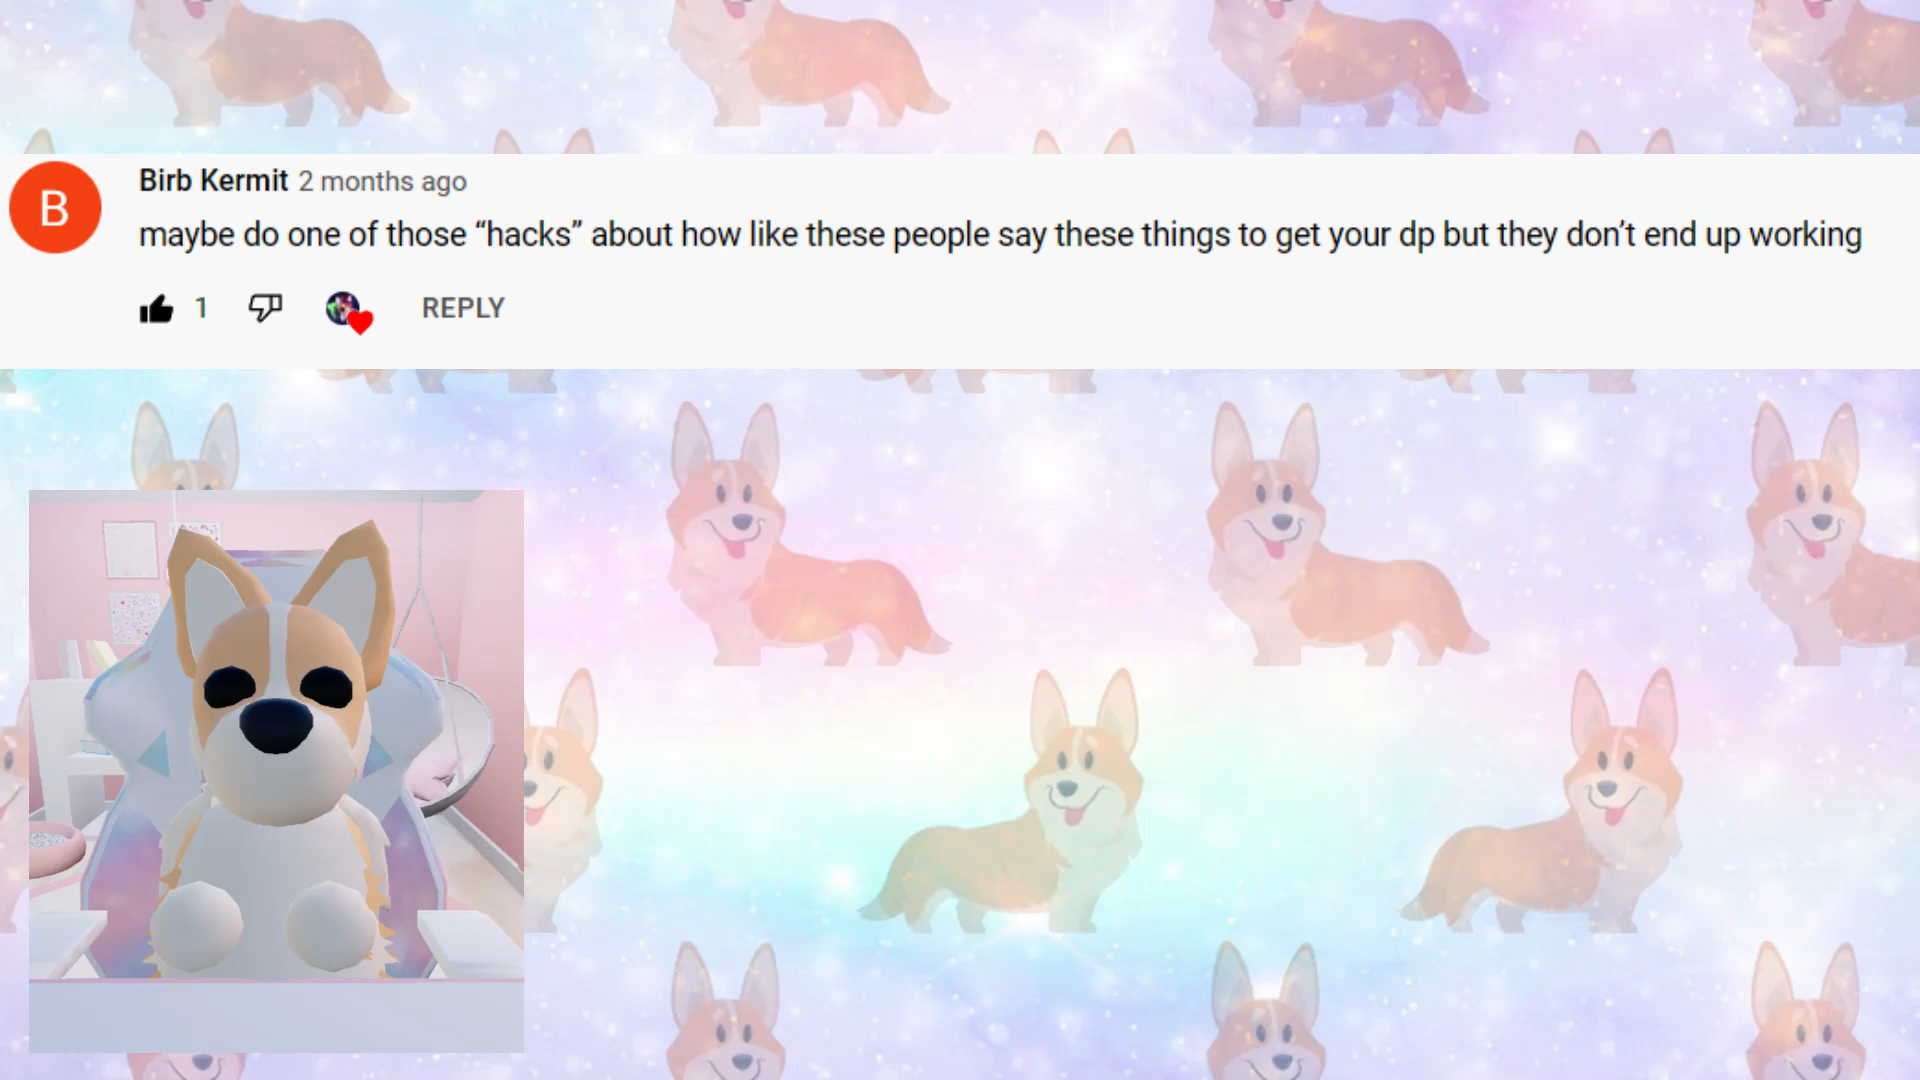 B
Birb Kermit 2 months ago
maybe do one of those “hacks” about how like these people say these things to get your dp but they don’t end up working
1 REPLY